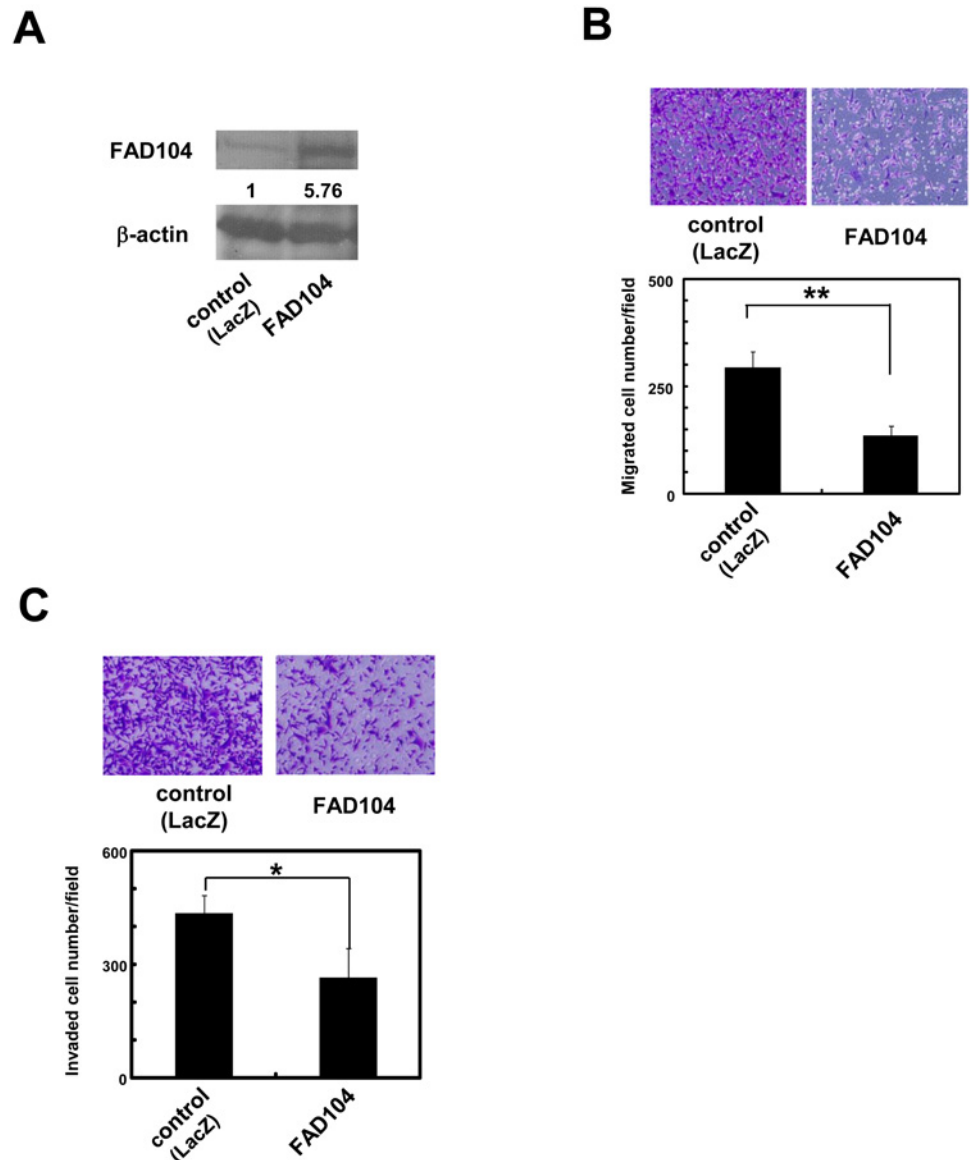 A
FAD104
1 5.76
β-actin
control
(LacZ)
FAD104
B
control
(LacZ)
FAD104
500
**
250
0
Migrated cell number/field
control
(LacZ)
FAD104
C
control
(LacZ)
FAD104
600
*
300
0
Invaded cell number/field
control
(LacZ)
FAD104